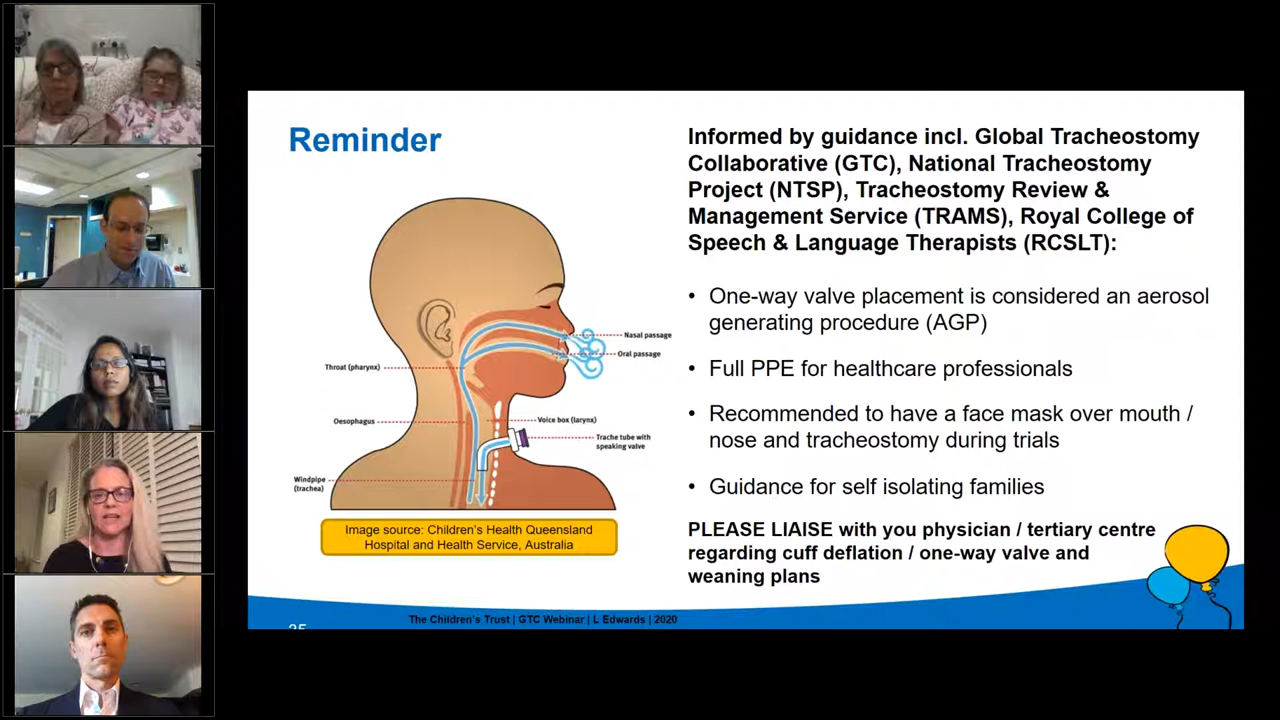 Reminder
Informed by guidance incl. Global Tracheostomy
Collaborative (GTC), National Tracheostomy
Project (NTSP), Tracheostomy Review &
Management Service (TRAMS), Royal College of
Speech & Language Therapists (RCSLT):
• One-way valve placement is considered an aerosol
generating procedure (AGP)
• Full PPE for healthcare professionals
• Recommended to have a face mask over mouth /
nose and tracheostomy during trials
• Guidance for self isolating families
PLEASE LIAISE with you physician / tertiary centre
regarding cuff deflation / one-way valve and
weaning plans
Nasal passage
Oral passage
Throat (pharynx)
Oesophagus
Voice box (larynx)
Trache tube with
speaking valve
Windpipe
(trachea)
Image source: Children's Health Queensland
Hospital and Health Service, Australia
The Children's Trust | GTC Webinar | L Edwards | 2020